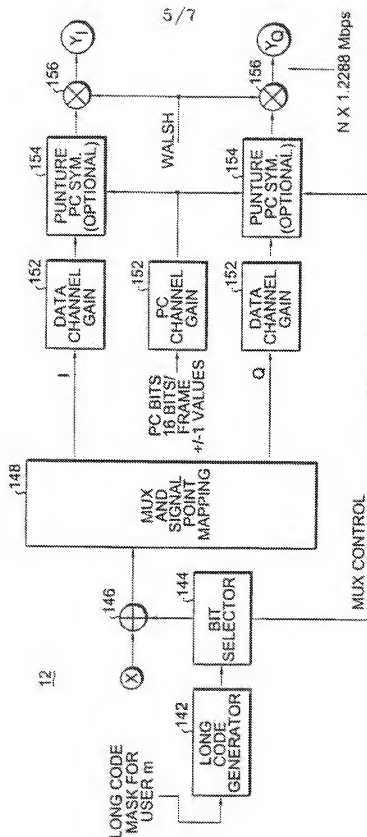 5/7
12
LONG CODE
MASK FOR
USER m
142
LONG
CODE
GENERATOR
144
BIT
SELECTOR
X
146
148
MUX
AND
SIGNAL
POINT
MAPPING
MUX CONTROL
I
Q
152
DATA
CHANNEL
GAIN
PC BITS
16 BITS/
FRAME
+/-1 VALUES
152
PC
CHANNEL
GAIN
152
DATA
CHANNEL
GAIN
154
PUNTURE
PC SYM.
(OPTIONAL)
154
PUNTURE
PC SYM.
(OPTIONAL)
WALSH
156
YI
156
YQ
N X 1.2288 Mbps